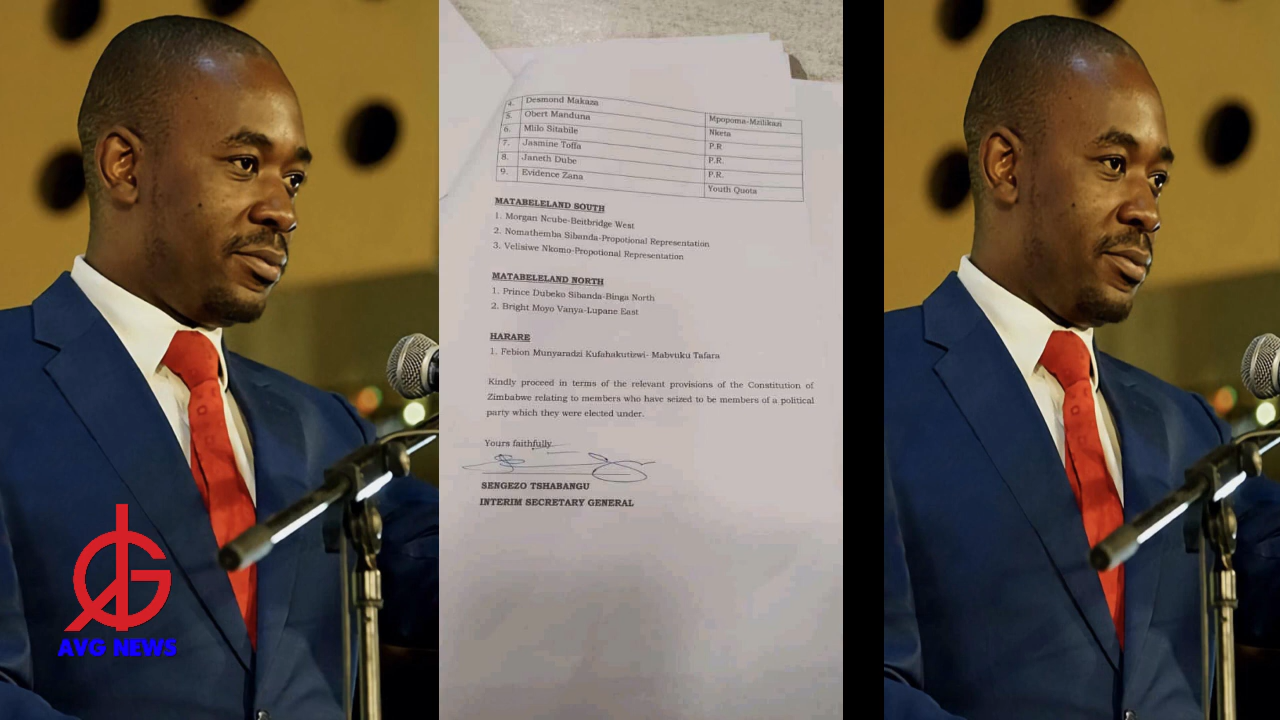 4. Desmond Makaza
5. Obert Manduna Mpopoma-Mzilikazi
6. Mlilo Sitabile Nketa
7. Jasmine Toffa P.R.
8. Janeth Dube P.R.
9. Evidence Zana P.R.
Youth Quota
MATABELELAND SOUTH
1. Morgan Ncube-Beitbridge West
2. Nomathemba Sibanda-Propotional Representation
3. Velisiwe Nkomo-Propotional Representation
MATABELELAND NORTH
1. Prince Dubeko Sibanda-Binga North
2. Bright Moyo Vanya-Lupane East
HARARE
1. Febion Munyaradzi Kufahakutizwi- Mabvuku Tafara
Kindly proceed in terms of the relevant provisions of the Constitution of
Zimbabwe relating to members who have seized to be members of a political
party which they were elected under.
Yours faithfully
SENGEZO TSHABANGU
INTERIM SECRETARY GENERAL
AVG NEWS